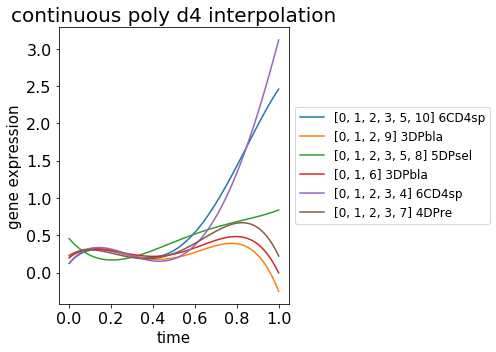 continuous poly d4 interpolation
gene expression
3.0
2.5
2.0
1.5
1.0
0.5
0.0
0.0 0.2 0.4 0.6 0.8 1.0
time
[0, 1, 2, 3, 5, 10] 6CD4sp
[0, 1, 2, 9] 3DPbla
[0, 1, 2, 3, 5, 8] 5DPsel
[0, 1, 6] 3DPbla
[0, 1, 2, 3, 4] 6CD4sp
[0, 1, 2, 3, 7] 4DPre